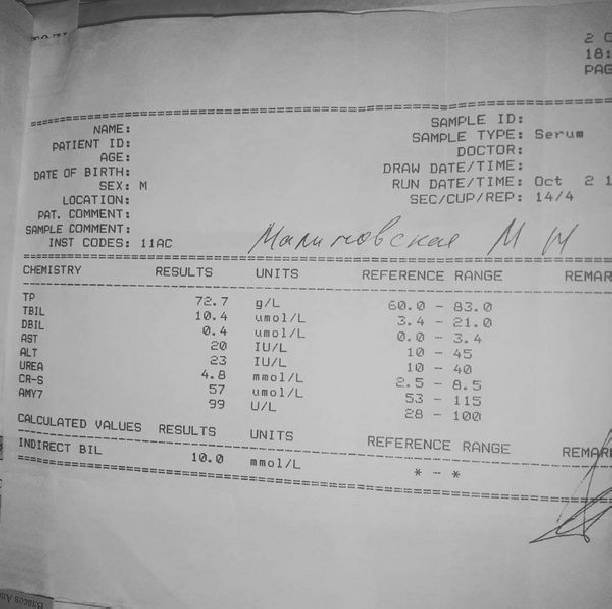 2 O
18:
PAG
NAME:
PATIENT ID:
AGE:
DATE OF BIRTH:
SEX: M
LOCATION:
PAT. COMMENT:
SAMPLE COMMENT:
INST CODES: 11AC
SAMPLE ID:
SAMPLE TYPE: Serum
DOCTOR:
DRAW DATE/TIME:
RUN DATE/TIME: Oct 2 1
SEC/CUP/REP: 14/4
Малиновская М И
CHEMISTRY RESULTS UNITS REFERENCE RANGE REMAR
TP 72.7 g/L 60.0 - 83.0
TBIL 10.4 umol/L 3.4 - 21.0
DBIL 0.4 umol/L 0.0 - 3.4
AST 20 IU/L 10 - 45
ALT 23 IU/L 10 - 40
UREA 4.8 mmol/L 2.5 - 8.5
CR-S 57 umol/L 53 - 115
AMY7 99 U/L 28 - 100
CALCULATED VALUES RESULTS UNITS REFERENCE RANGE REMAR
INDIRECT BIL 10.0 mmol/L * - *